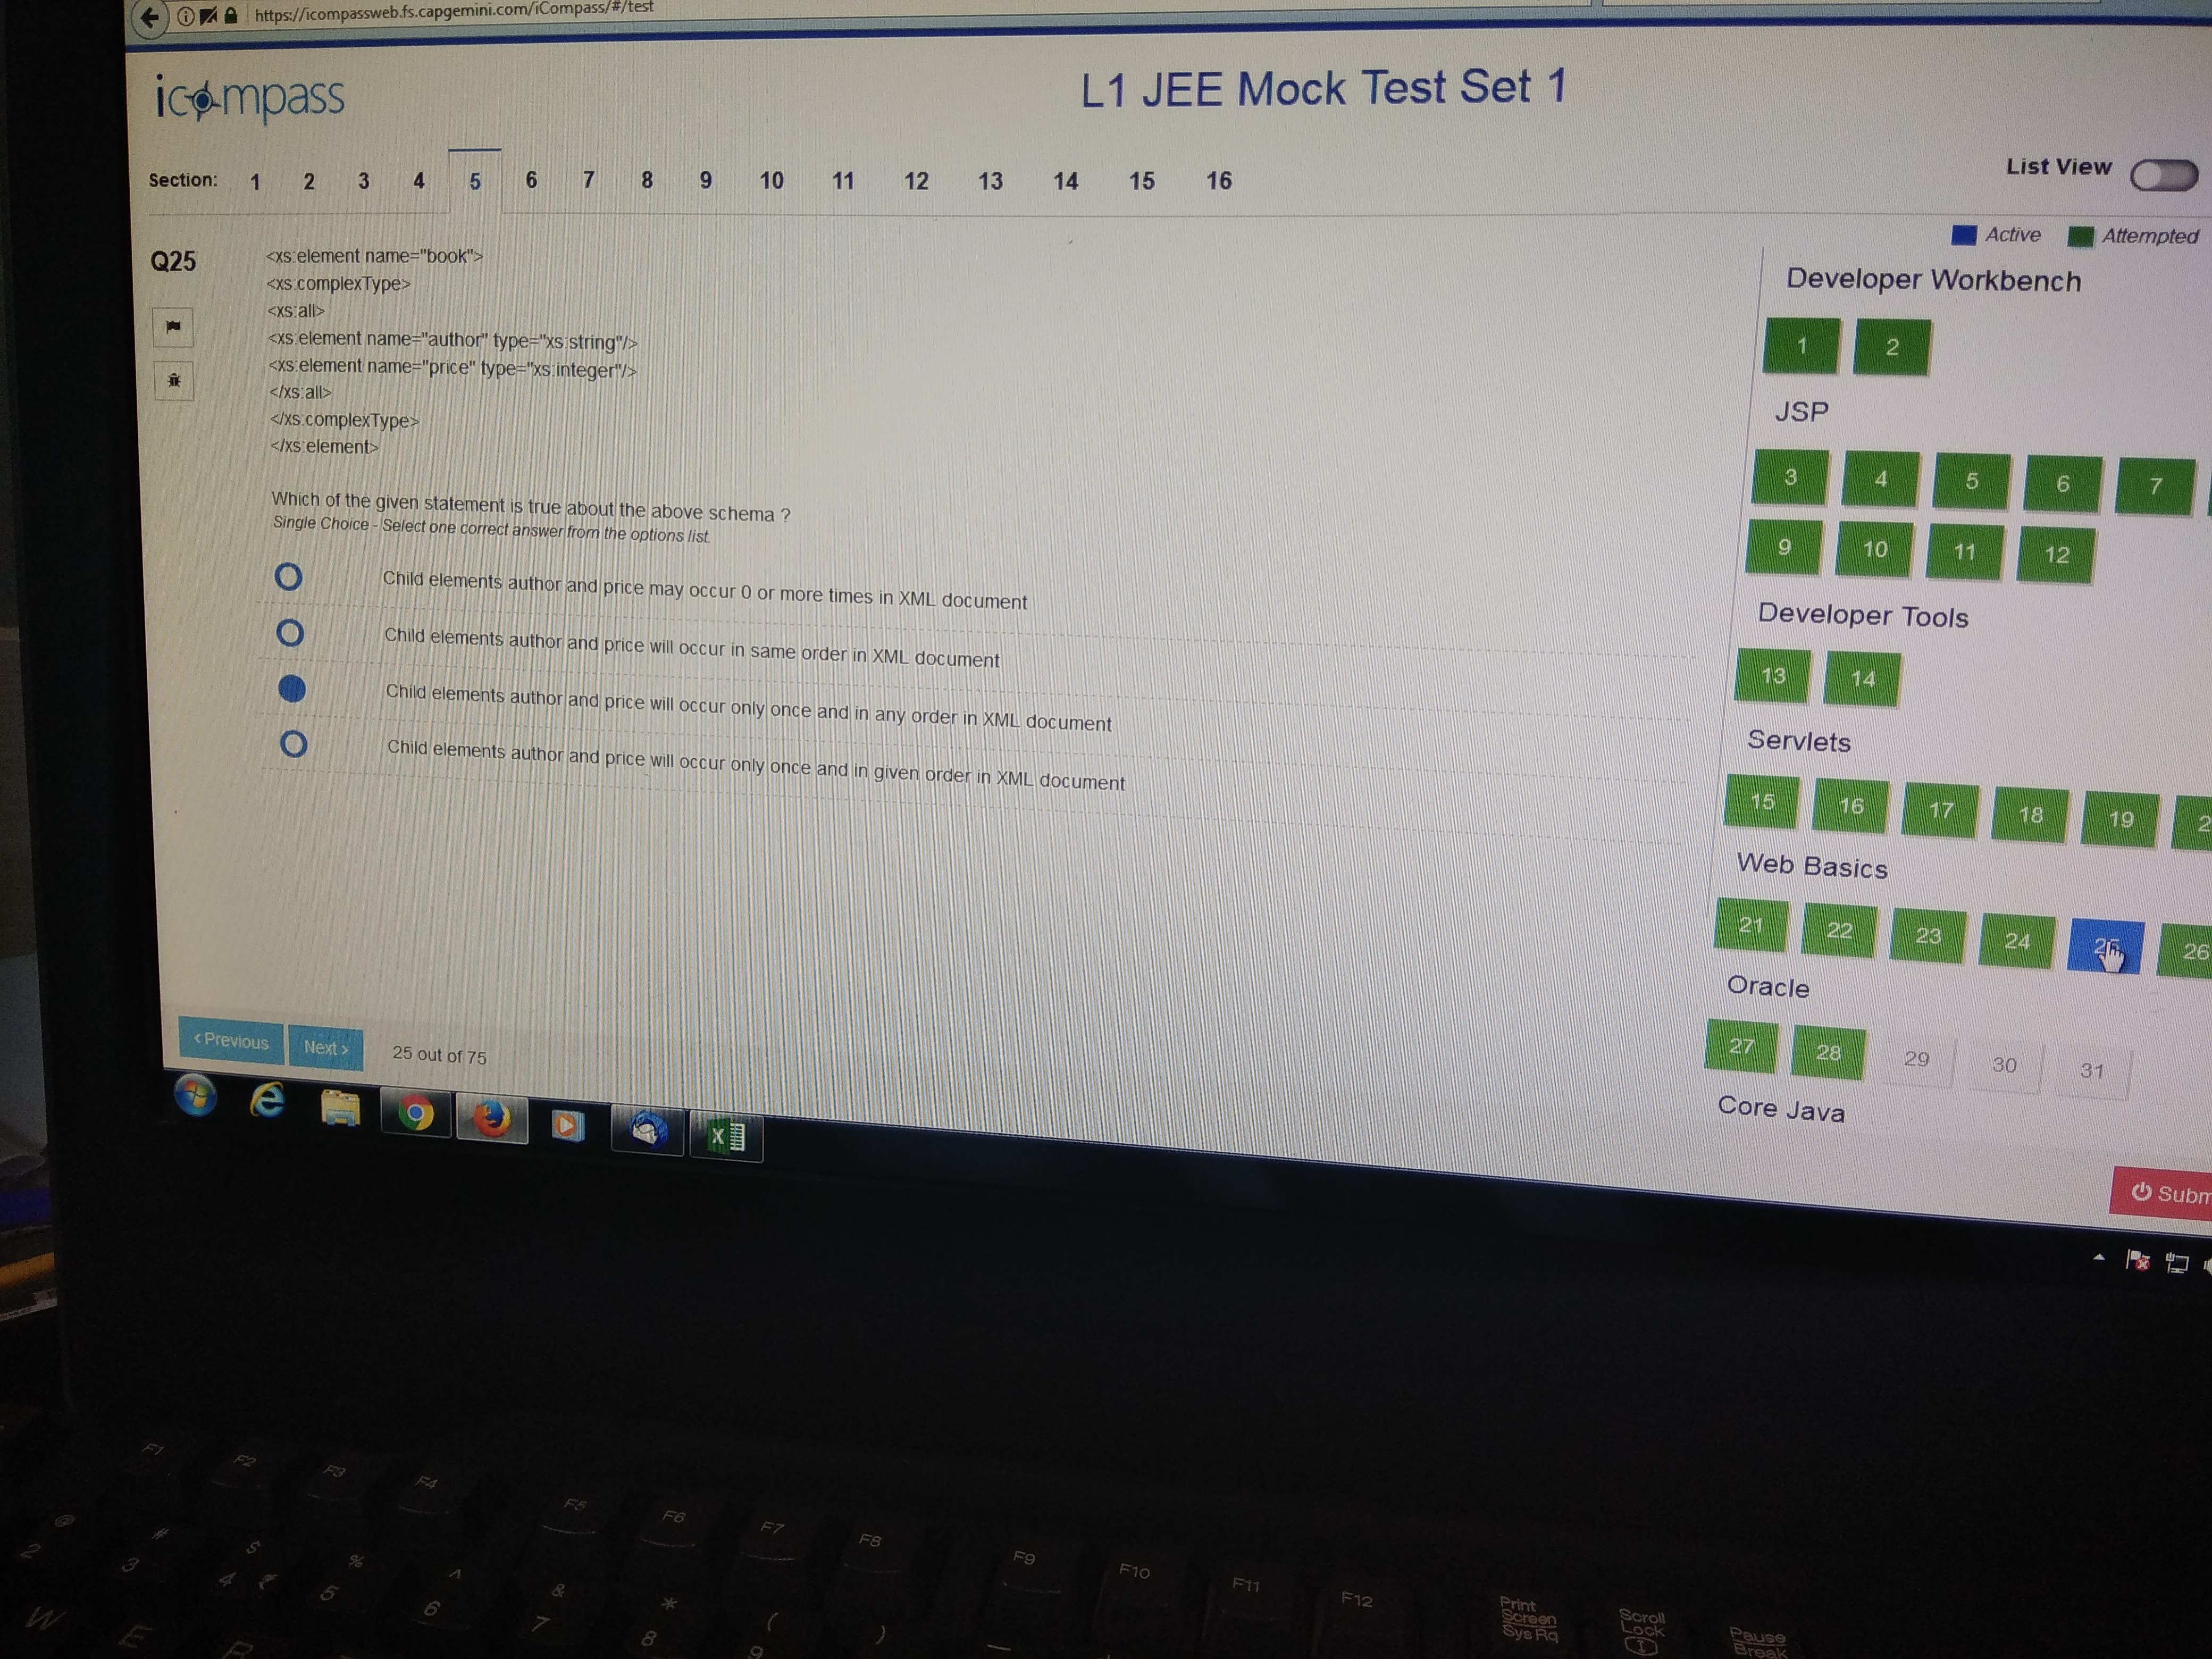 https://icompassweb.fs.capgemini.com/iCompass/#/test
icompass
L1 JEE Mock Test Set 1
Section: 1 2 3 4 5 6 7 8 9 10 11 12 13 14 15 16
List View
Active Attempted
Q25
<xs:element name="book">
<xs:complexType>
<xs:all>
<xs:element name="author" type="xs:string"/>
<xs:element name="price" type="xs:integer"/>
</xs:all>
</xs:complexType>
</xs:element>
Which of the given statement is true about the above schema ?
Single Choice - Select one correct answer from the options list.
Child elements author and price may occur 0 or more times in XML document
Child elements author and price will occur in same order in XML document
Child elements author and price will occur only once and in any order in XML document
Child elements author and price will occur only once and in given order in XML document
Developer Workbench
1 2
JSP
3 4 5 6 7
9 10 11 12
Developer Tools
13 14
Servlets
15 16 17 18 19
Web Basics
21 22 23 24 25 26
Oracle
27 28 29 30 31
Core Java
< Previous Next > 25 out of 75
Subm
F1 F2 F3 F4 F5 F6 F7 F8 F9 F10 F11 F12
Print Screen Sys Rq
Scroll Lock
Pause Break
@ # $ % ^ & * ( )
2 3 4 ₹ 5 6 7 8 9
W E R